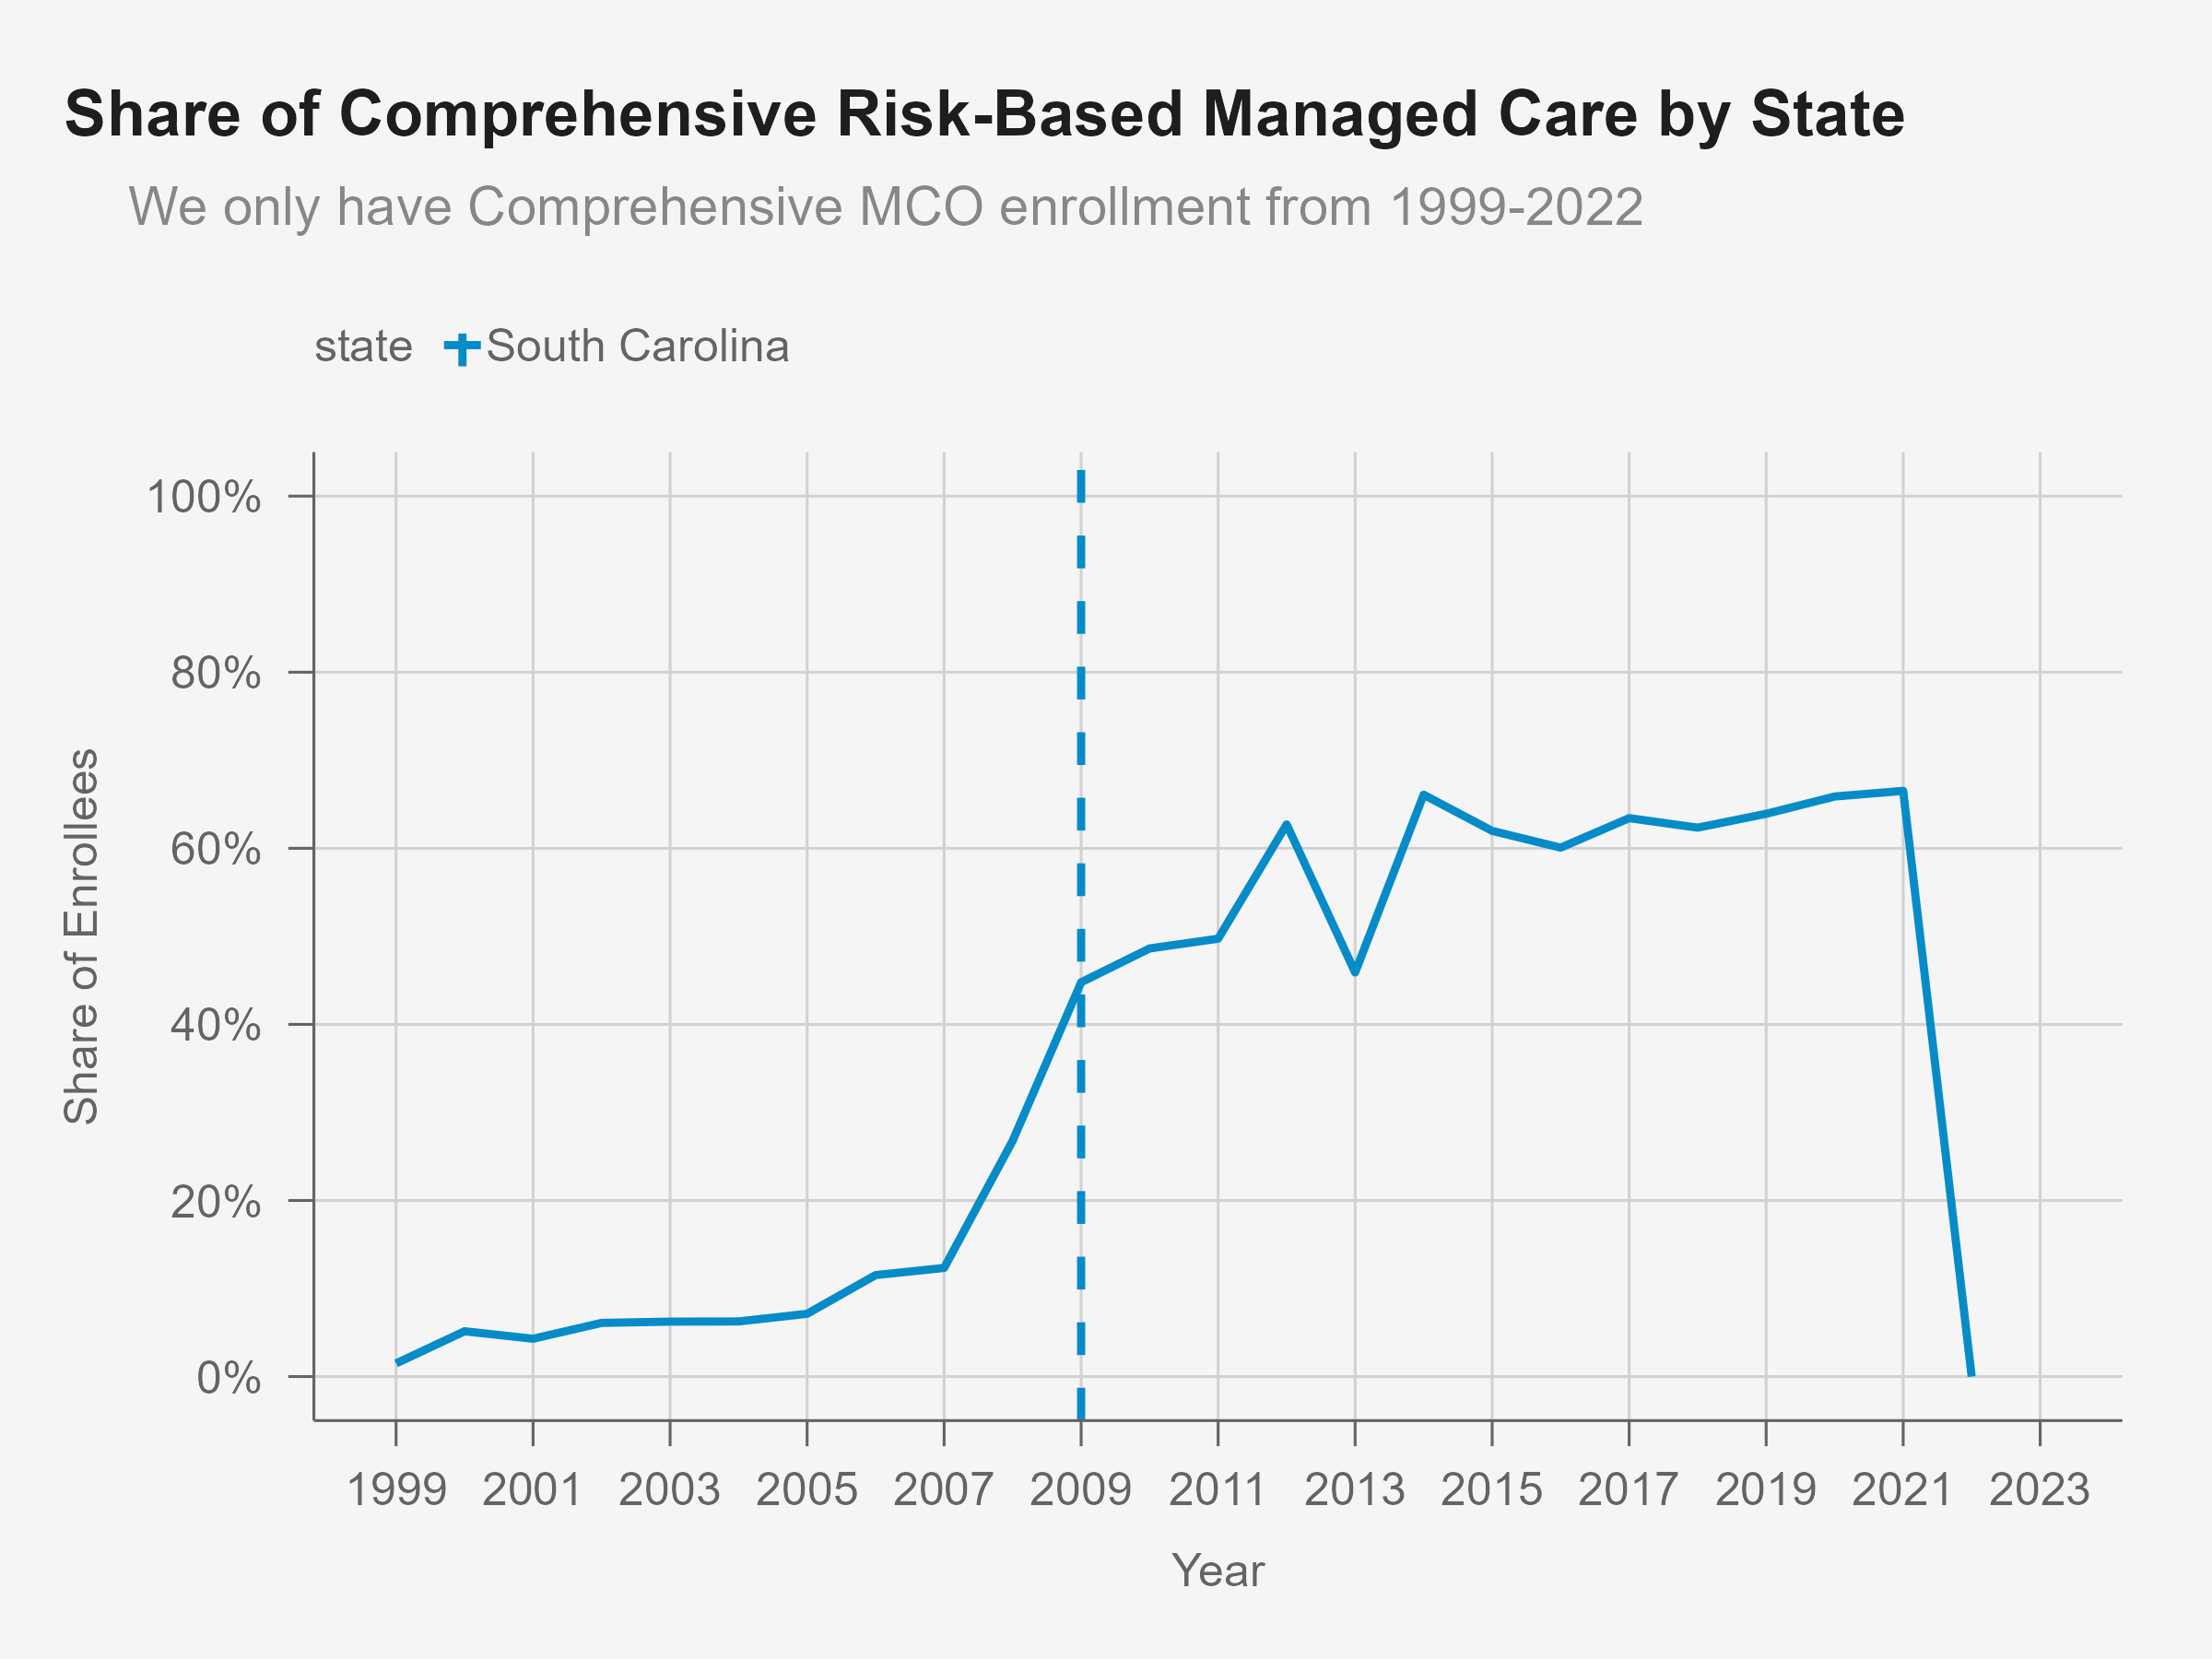 Share of Comprehensive Risk-Based Managed Care by State
We only have Comprehensive MCO enrollment from 1999-2022
state South Carolina
100%
80%
60%
40%
20%
0%
Share of Enrollees
1999 2001 2003 2005 2007 2009 2011 2013 2015 2017 2019 2021 2023
Year